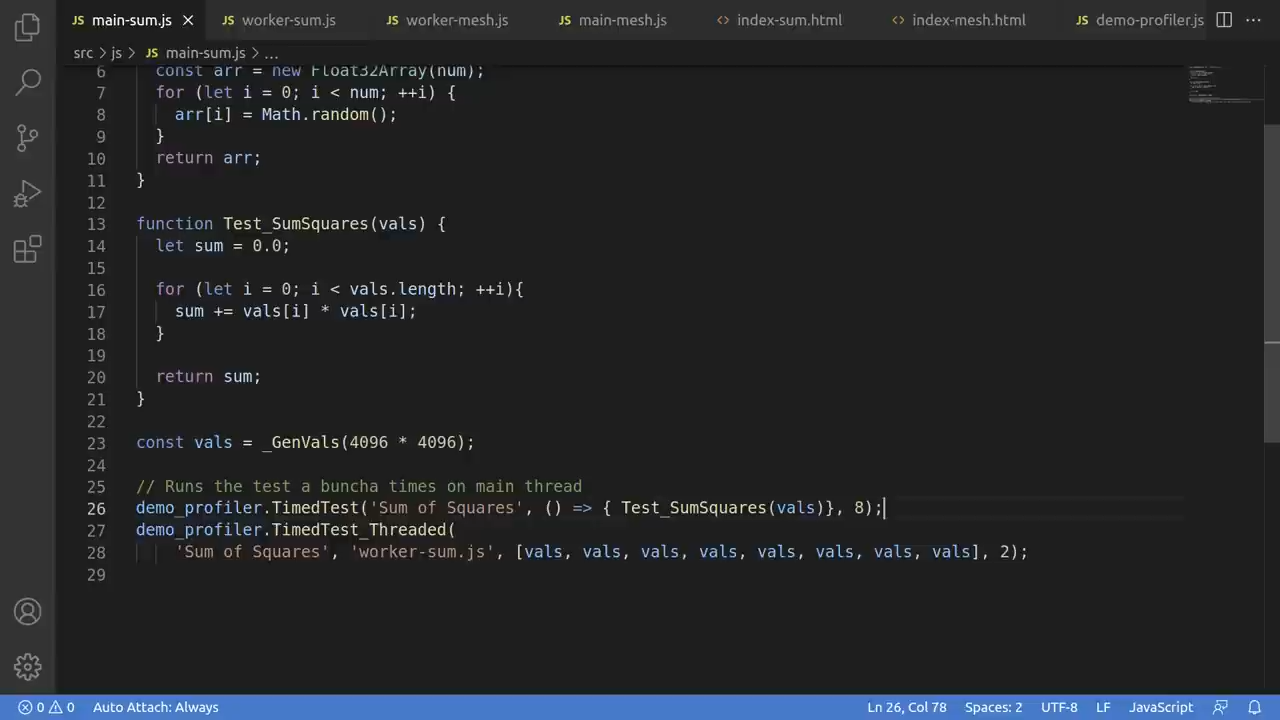 JS main-sum.js × JS worker-sum.js JS worker-mesh.js JS main-mesh.js <> index-sum.html <> index-mesh.html JS demo-profiler.js ...
src > js > JS main-sum.js > ...
6 const arr = new Float32Array(num);
7 for (let i = 0; i < num; ++i) {
8 arr[i] = Math.random();
9 }
10 return arr;
11 }
12
13 function Test_SumSquares(vals) {
14 let sum = 0.0;
15
16 for (let i = 0; i < vals.length; ++i){
17 sum += vals[i] * vals[i];
18 }
19
20 return sum;
21 }
22
23 const vals = _GenVals(4096 * 4096);
24
25 // Runs the test a buncha times on main thread
26 demo_profiler.TimedTest('Sum of Squares', () => { Test_SumSquares(vals)}, 8);
27 demo_profiler.TimedTest_Threaded(
28 'Sum of Squares', 'worker-sum.js', [vals, vals, vals, vals, vals, vals, vals, vals], 2);
29
0 0 Auto Attach: Always Ln 26, Col 78 Spaces: 2 UTF-8 LF JavaScript